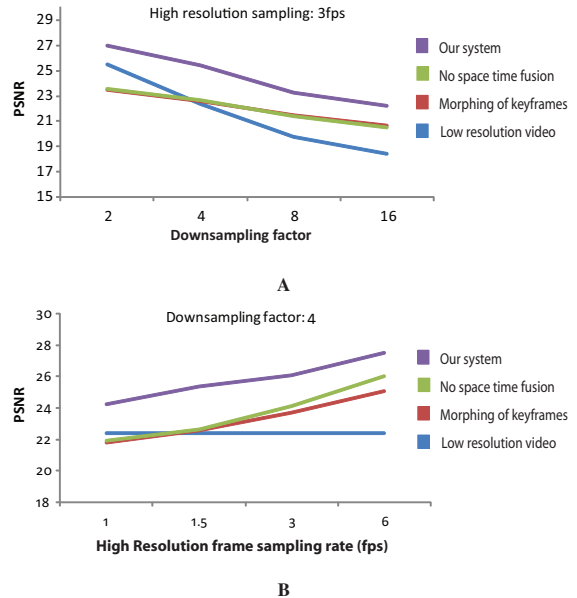 High resolution sampling: 3fps
29
27
25
23
21
19
17
15
PSNR
2 4 8 16
Downsampling factor
Our system
No space time fusion
Morphing of keyframes
Low resolution video
A
Downsampling factor: 4
30
28
26
24
22
20
18
PSNR
1 1.5 3 6
High Resolution frame sampling rate (fps)
Our system
No space time fusion
Morphing of keyframes
Low resolution video
B